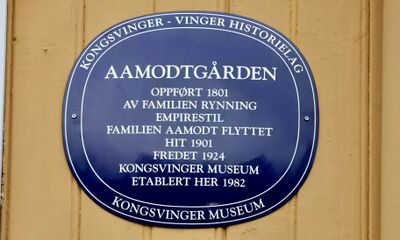 KONGSVINGER - VINGER HISTORIELAG
AAMODTGÅRDEN
OPPFØRT 1801
AV FAMILIEN RYNNING
EMPIRESTIL
FAMILIEN AAMODT FLYTTET
HIT 1901
FREDET 1924
KONGSVINGER MUSEUM
ETABLERT HER 1982
KONGSVINGER MUSEUM